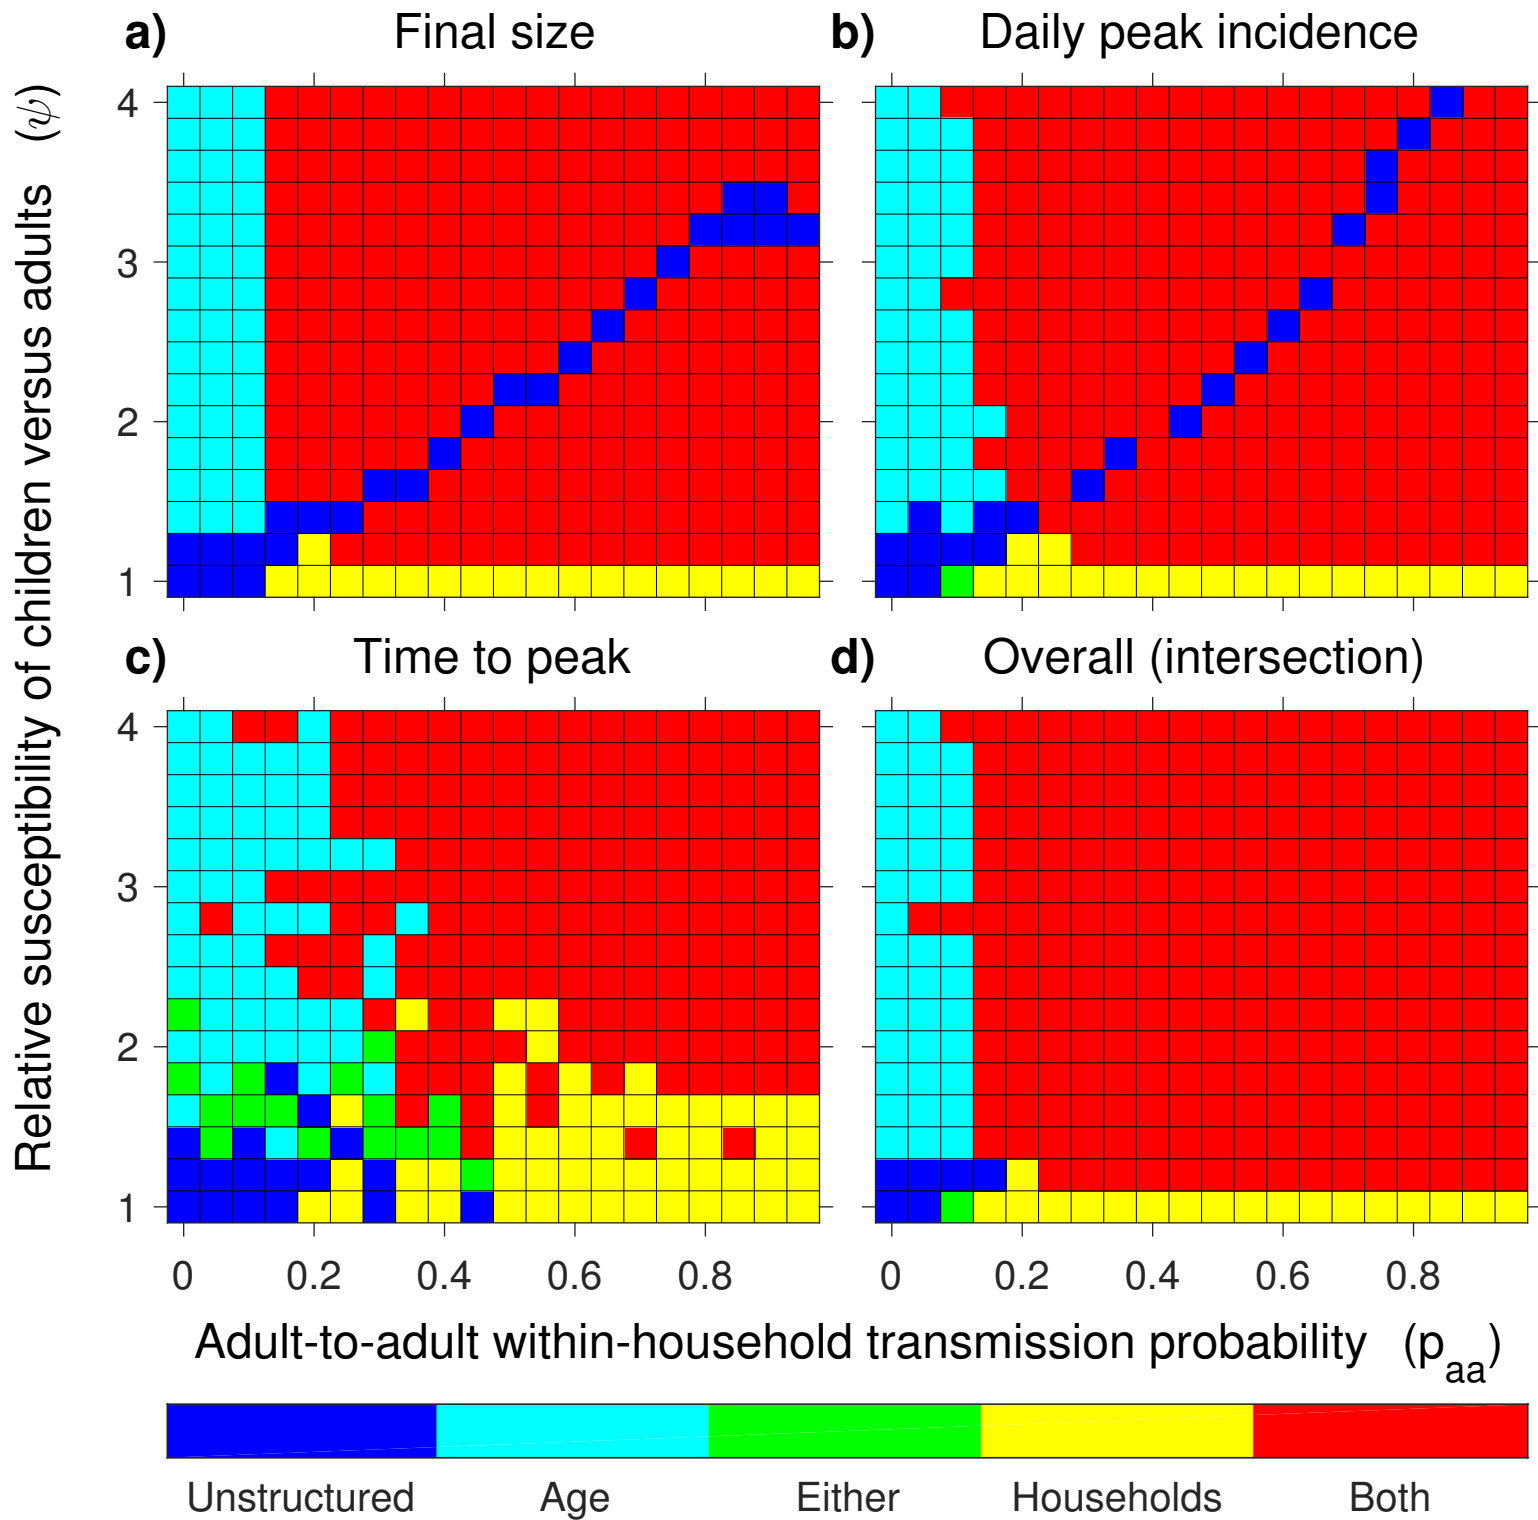 a) Final size
b) Daily peak incidence
Relative susceptibility of children versus adults (ψ)
4
3
2
1
c) Time to peak
d) Overall (intersection)
4
3
2
1
0 0.2 0.4 0.6 0.8
0 0.2 0.4 0.6 0.8
Adult-to-adult within-household transmission probability (p_aa)
Unstructured Age Either Households Both